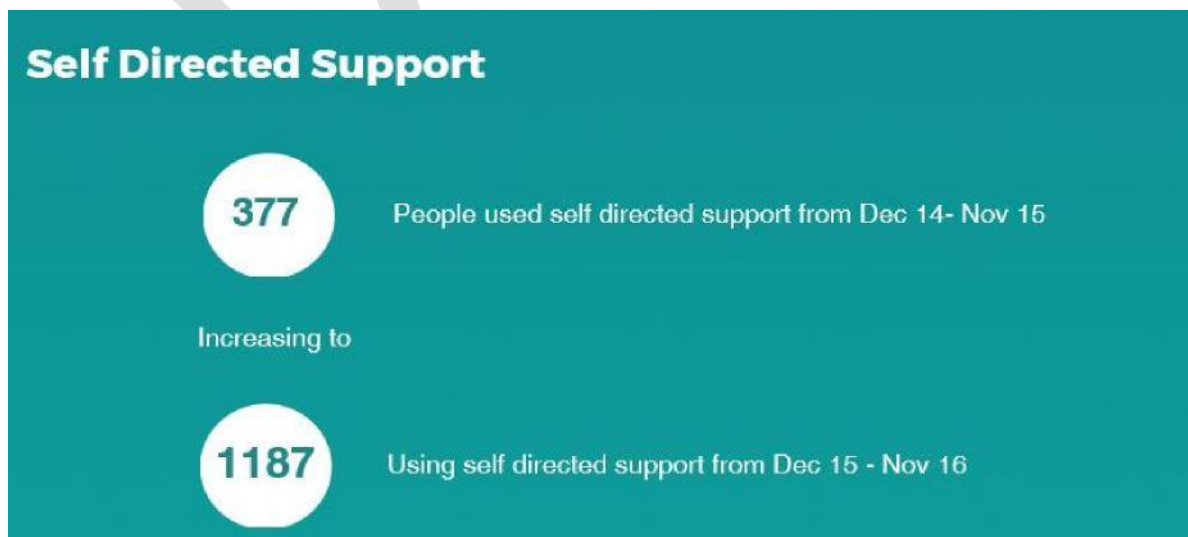 Self Directed Support
377
People used self directed support from Dec 14- Nov 15
Increasing to
1187
Using self directed support from Dec 15 - Nov 16